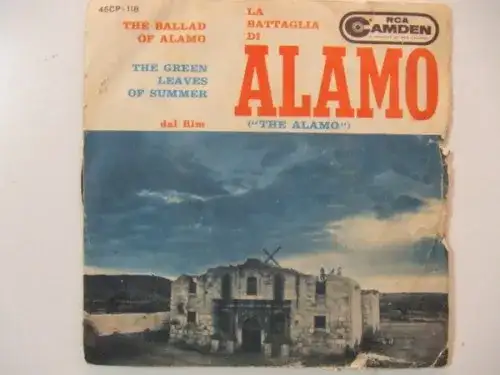 45CP-118
THE BALLAD
OF ALAMO
THE GREEN
LEAVES
OF SUMMER
dal film
LA
BATTAGLIA
DI
ALAMO
("THE ALAMO")
RCA
CAMDEN